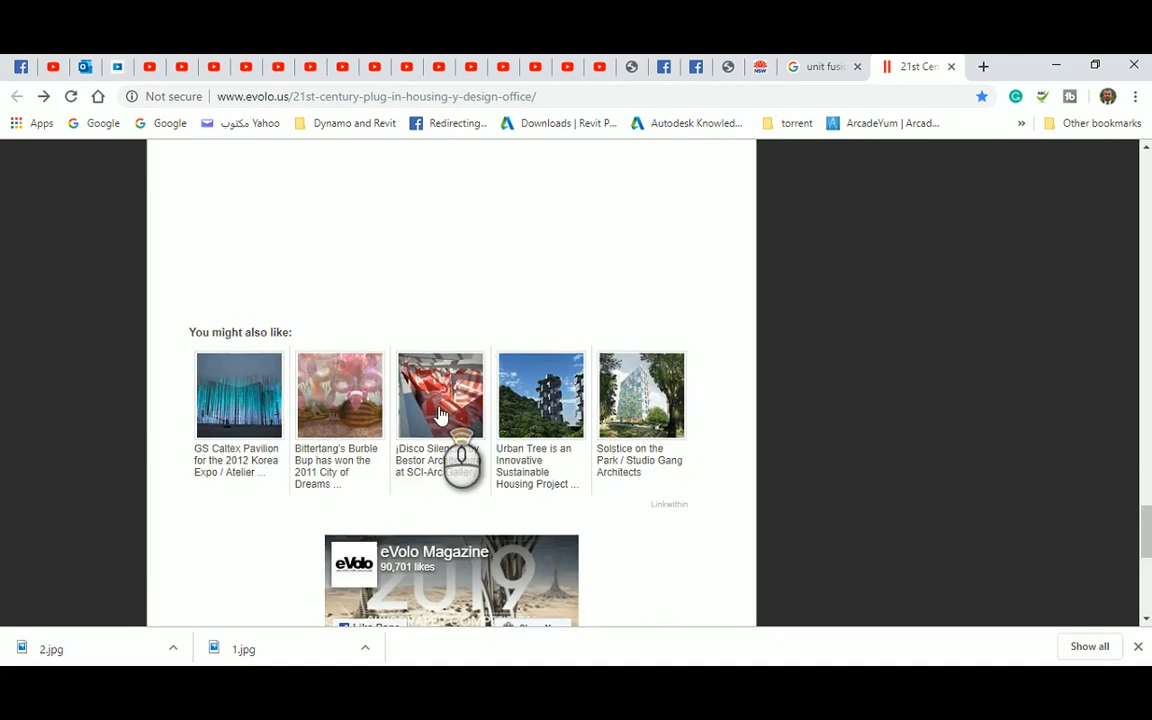 unit fusi
21st Cen
Not secure
www.evolo.us/21st-century-plug-in-housing-y-design-office/
Apps
Google
Google
مكتوب Yahoo
Dynamo and Revit
Redirecting...
Downloads | Revit P...
Autodesk Knowled...
torrent
ArcadeYum | Arcad...
»
Other bookmarks
You might also like:
GS Caltex Pavilion
for the 2012 Korea
Expo / Atelier ...
Bittertang's Burble
Bup has won the
2011 City of
Dreams ...
¡Disco
Bestor
at SCI-Arc
Urban Tree is an
Innovative
Sustainable
Housing Project ...
Solstice on the
Park / Studio Gang
Architects
Linkwithin
eVolo
eVolo Magazine
90,701 likes
2019
2.jpg
1.jpg
Show all